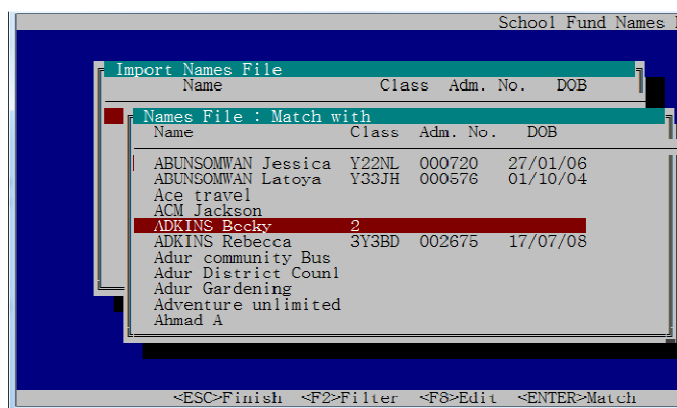 School Fund Names
Import Names File
Name Class Adm. No. DOB
Names File : Match with
Name Class Adm. No. DOB
ABUNSOMWAN Jessica Y22NL 000720 27/01/06
ABUNSOMWAN Latoya Y33JH 000576 01/10/04
Ace travel
ACM Jackson
ADKINS Becky 2
ADKINS Rebecca 3Y3BD 002675 17/07/08
Adur community Bus
Adur District Counl
Adur Gardening
Adventure unlimited
Ahmad A
<ESC>Finish <F2>Filter <F8>Edit <ENTER>Match